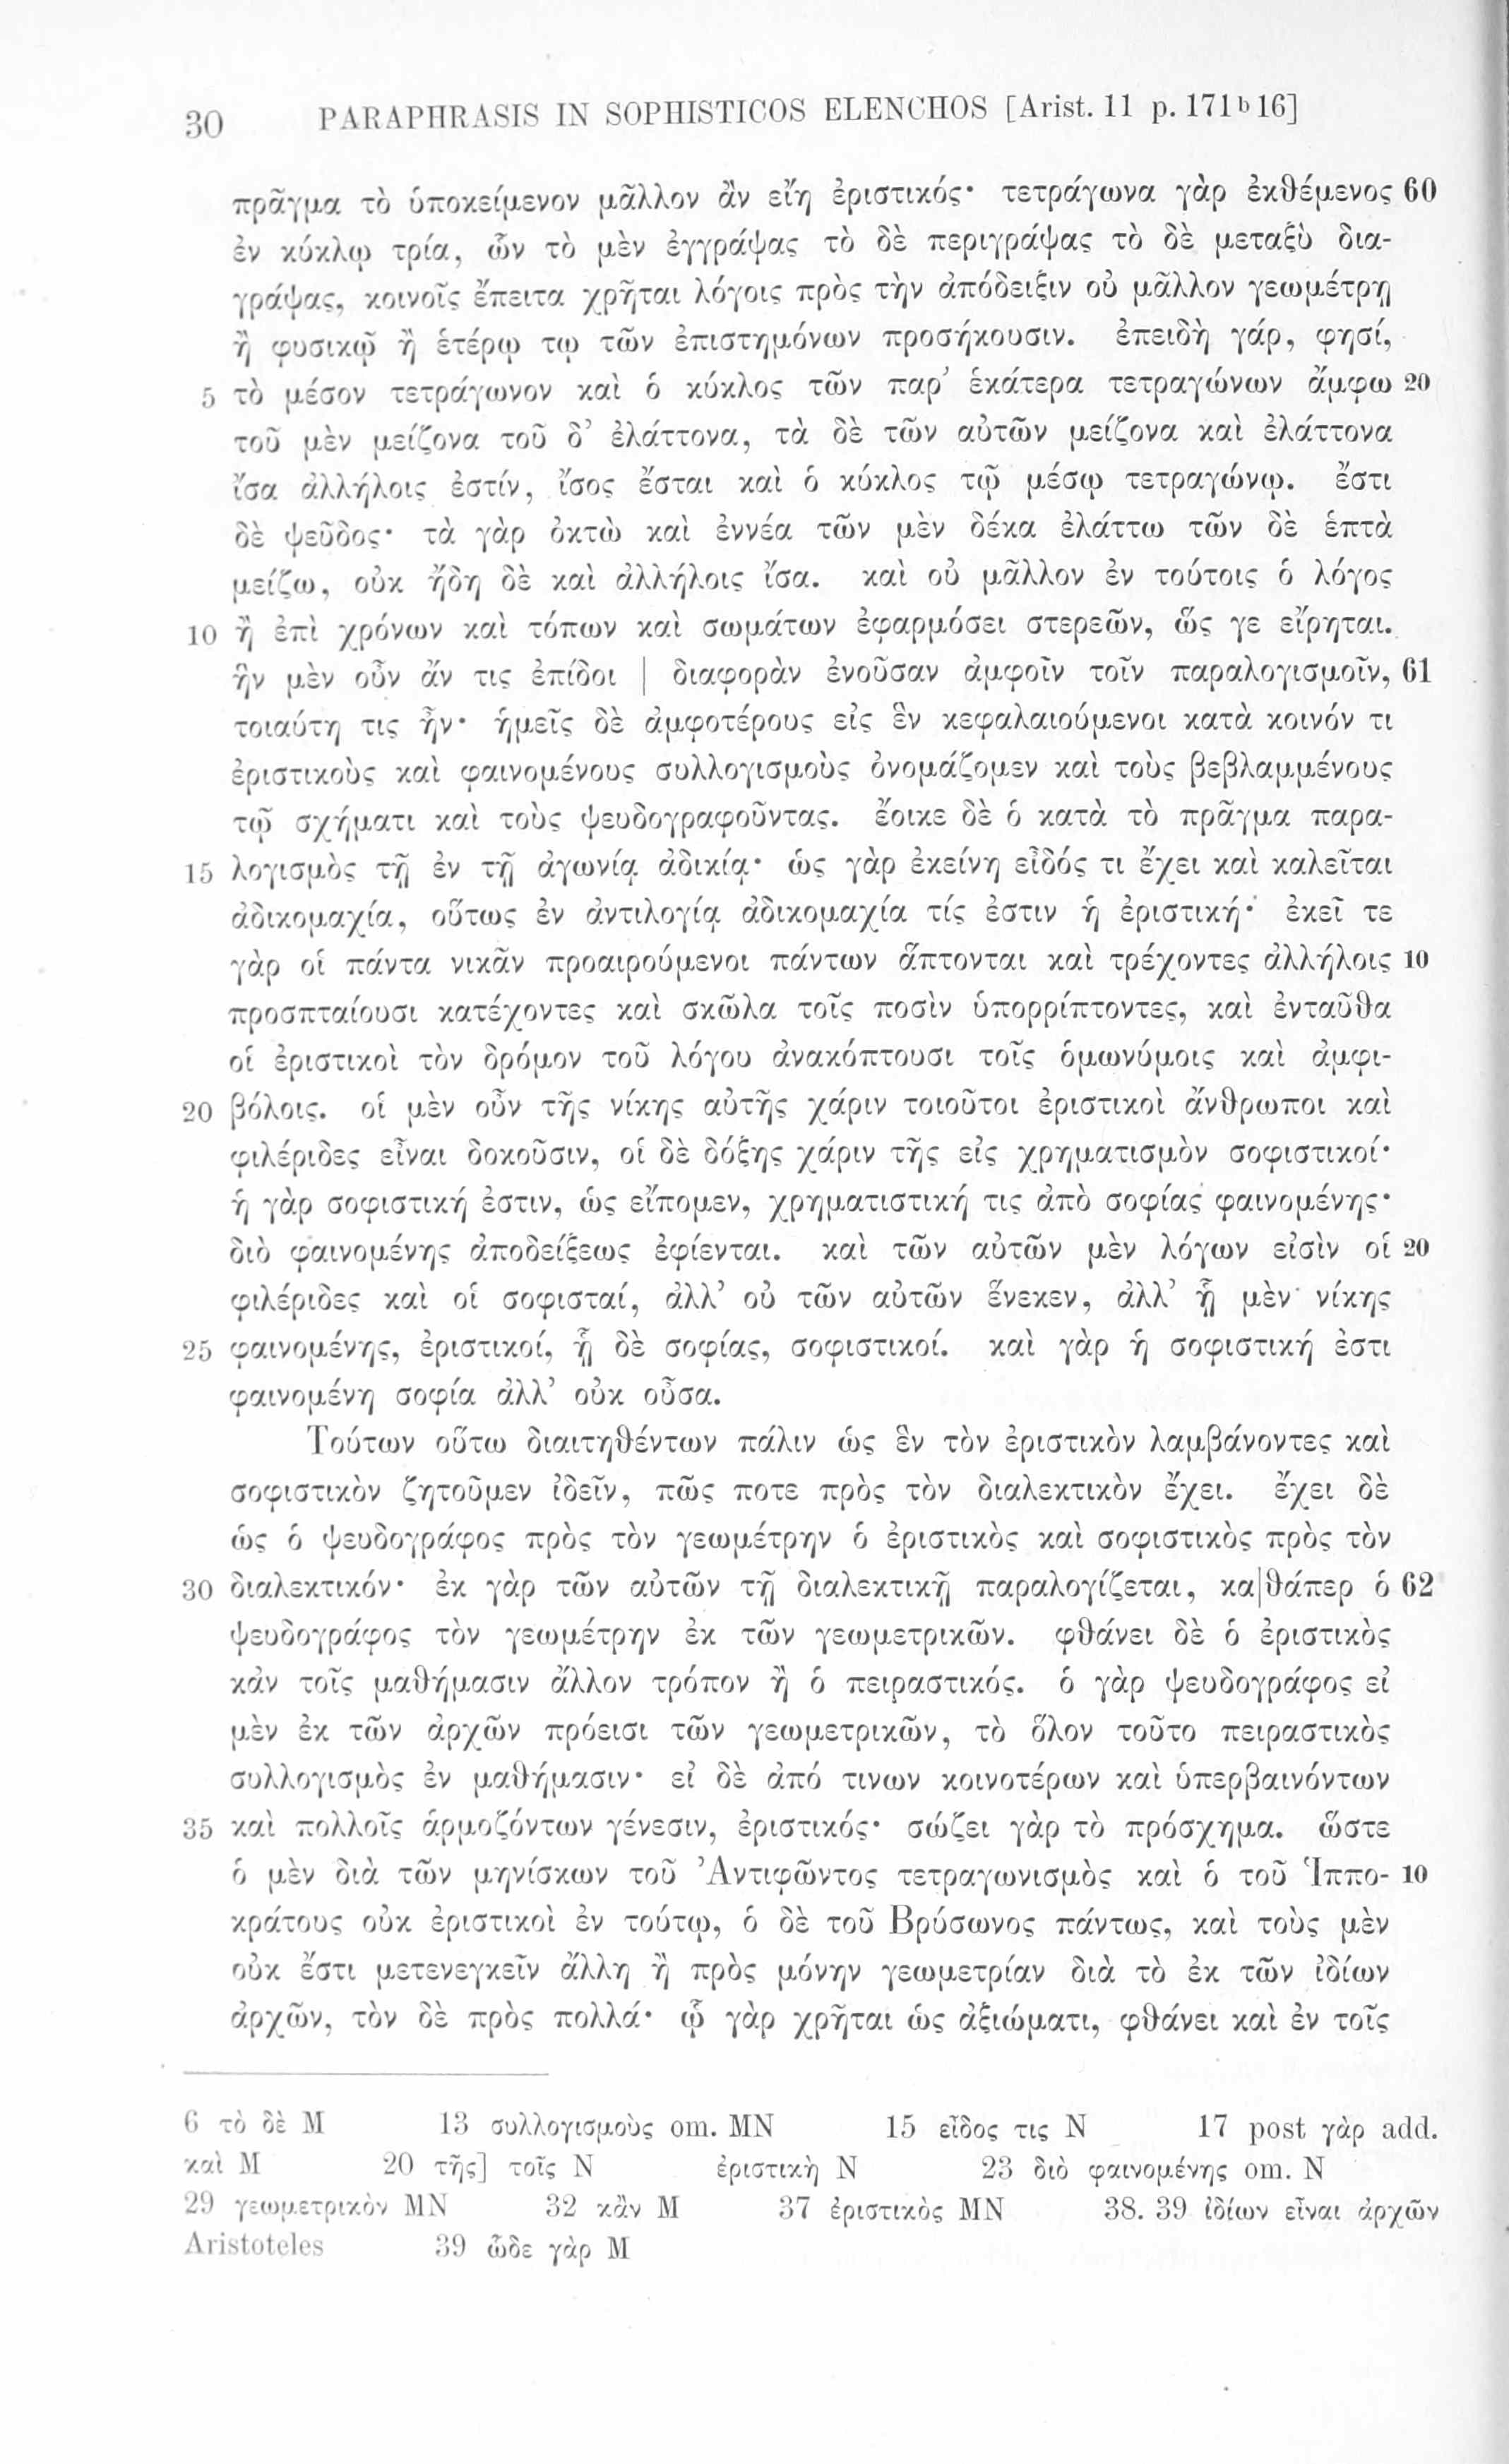 30 PARAPHRASIS IN SOPHISTICOS ELENCHOS [Arist. 11 p. 171ᵇ16]
πρᾶγμα τὸ ὑποκείμενον μᾶλλον ἂν εἴη ἐριστικός· τετράγωνα γὰρ ἐκθέμενος 60
ἐν κύκλῳ τρία, ὧν τὸ μὲν ἐγγράψας τὸ δὲ περιγράψας τὸ δὲ μεταξὺ δια-
γράψας, κοινοῖς ἔπειτα χρῆται λόγοις πρὸς τὴν ἀπόδειξιν οὐ μᾶλλον γεωμέτρῃ
ἢ φυσικῷ ἢ ἑτέρῳ τῳ τῶν ἐπιστημόνων προσήκουσιν. ἐπειδὴ γάρ, φησί,
5 τὸ μέσον τετράγωνον καὶ ὁ κύκλος τῶν παρ’ ἑκάτερα τετραγώνων ἄμφω 20
τοῦ μὲν μείζονα τοῦ δ’ ἐλάττονα, τὰ δὲ τῶν αὐτῶν μείζονα καὶ ἐλάττονα
ἴσα ἀλλήλοις ἐστίν, ἴσος ἔσται καὶ ὁ κύκλος τῷ μέσῳ τετραγώνῳ. ἔστι
δὲ ψεῦδος· τὰ γὰρ ὀκτὼ καὶ ἐννέα τῶν μὲν δέκα ἐλάττω τῶν δὲ ἑπτὰ
μείζω, οὐκ ἤδη δὲ καὶ ἀλλήλοις ἴσα. καὶ οὐ μᾶλλον ἐν τούτοις ὁ λόγος
10 ἢ ἐπὶ χρόνων καὶ τόπων καὶ σωμάτων ἐφαρμόσει στερεῶν, ὥς γε εἴρηται.
ἣν μὲν οὖν ἄν τις ἐπίδοι | διαφορὰν ἐνοῦσαν ἀμφοῖν τοῖν παραλογισμοῖν, 61
τοιαύτη τις ἦν· ἡμεῖς δὲ ἀμφοτέρους εἰς ἓν κεφαλαιούμενοι κατὰ κοινόν τι
ἐριστικοὺς καὶ φαινομένους συλλογισμοὺς ὀνομάζομεν καὶ τοὺς βεβλαμμένους
τῷ σχήματι καὶ τοὺς ψευδογραφοῦντας. ἔοικε δὲ ὁ κατὰ τὸ πρᾶγμα παρα-
15 λογισμὸς τῇ ἐν τῇ ἀγωνίᾳ ἀδικίᾳ· ὡς γὰρ ἐκείνη εἶδός τι ἔχει καὶ καλεῖται
ἀδικομαχία, οὕτως ἐν ἀντιλογίᾳ ἀδικομαχία τίς ἐστιν ἡ ἐριστική· ἐκεῖ τε
γὰρ οἱ πάντα νικᾶν προαιρούμενοι πάντων ἅπτονται καὶ τρέχοντες ἀλλήλοις 10
προσπταίουσι κατέχοντες καὶ σκῶλα τοῖς ποσὶν ὑπορρίπτοντες, καὶ ἐνταῦθα
οἱ ἐριστικοὶ τὸν δρόμον τοῦ λόγου ἀνακόπτουσι τοῖς ὁμωνύμοις καὶ ἀμφι-
20 βόλοις. οἱ μὲν οὖν τῆς νίκης αὐτῆς χάριν τοιοῦτοι ἐριστικοὶ ἄνθρωποι καὶ
φιλέριδες εἶναι δοκοῦσιν, οἱ δὲ δόξης χάριν τῆς εἰς χρηματισμὸν σοφιστικοί·
ἡ γὰρ σοφιστική ἐστιν, ὡς εἴπομεν, χρηματιστική τις ἀπὸ σοφίας φαινομένης·
διὸ φαινομένης ἀποδείξεως ἐφίενται. καὶ τῶν αὐτῶν μὲν λόγων εἰσὶν οἱ 20
φιλέριδες καὶ οἱ σοφισταί, ἀλλ’ οὐ τῶν αὐτῶν ἕνεκεν, ἀλλ’ ᾗ μὲν νίκης
25 φαινομένης, ἐριστικοί, ᾗ δὲ σοφίας, σοφιστικοί. καὶ γὰρ ἡ σοφιστική ἐστι
φαινομένη σοφία ἀλλ’ οὐκ οὖσα.
Τούτων οὕτω διαιτηθέντων πάλιν ὡς ἓν τὸν ἐριστικὸν λαμβάνοντες καὶ
σοφιστικὸν ζητοῦμεν ἰδεῖν, πῶς ποτε πρὸς τὸν διαλεκτικὸν ἔχει. ἔχει δὲ
ὡς ὁ ψευδογράφος πρὸς τὸν γεωμέτρην ὁ ἐριστικὸς καὶ σοφιστικὸς πρὸς τὸν
30 διαλεκτικόν· ἐκ γὰρ τῶν αὐτῶν τῇ διαλεκτικῇ παραλογίζεται, κα|θάπερ ὁ 62
ψευδογράφος τὸν γεωμέτρην ἐκ τῶν γεωμετρικῶν. φθάνει δὲ ὁ ἐριστικὸς
κἀν τοῖς μαθήμασιν ἄλλον τρόπον ἢ ὁ πειραστικός. ὁ γὰρ ψευδογράφος εἰ
μὲν ἐκ τῶν ἀρχῶν πρόεισι τῶν γεωμετρικῶν, τὸ ὅλον τοῦτο πειραστικὸς
συλλογισμὸς ἐν μαθήμασιν· εἰ δὲ ἀπό τινων κοινοτέρων καὶ ὑπερβαινόντων
35 καὶ πολλοῖς ἁρμοζόντων γένεσιν, ἐριστικός· σώζει γὰρ τὸ πρόσχημα. ὥστε
ὁ μὲν διὰ τῶν μηνίσκων τοῦ Ἀντιφῶντος τετραγωνισμὸς καὶ ὁ τοῦ Ἱππο- 10
κράτους οὐκ ἐριστικοὶ ἐν τούτῳ, ὁ δὲ τοῦ Βρύσωνος πάντως, καὶ τοὺς μὲν
οὐκ ἔστι μετενεγκεῖν ἄλλῃ ἢ πρὸς μόνην γεωμετρίαν διὰ τὸ ἐκ τῶν ἰδίων
ἀρχῶν, τὸν δὲ πρὸς πολλά· ᾧ γὰρ χρῆται ὡς ἀξιώματι, φθάνει καὶ ἐν τοῖς
6 τὸ δὲ M 13 συλλογισμοὺς om. MN 15 εἶδος τις N 17 post γὰρ add.
καὶ M 20 τῆς] τοῖς N ἐριστικὴ N 23 διὸ φαινομένης om. N
29 γεωμετρικὸν MN 32 κἂν M 37 ἐριστικὸς MN 38. 39 ἰδίων εἶναι ἀρχῶν
Aristoteles 39 ὧδε γὰρ M